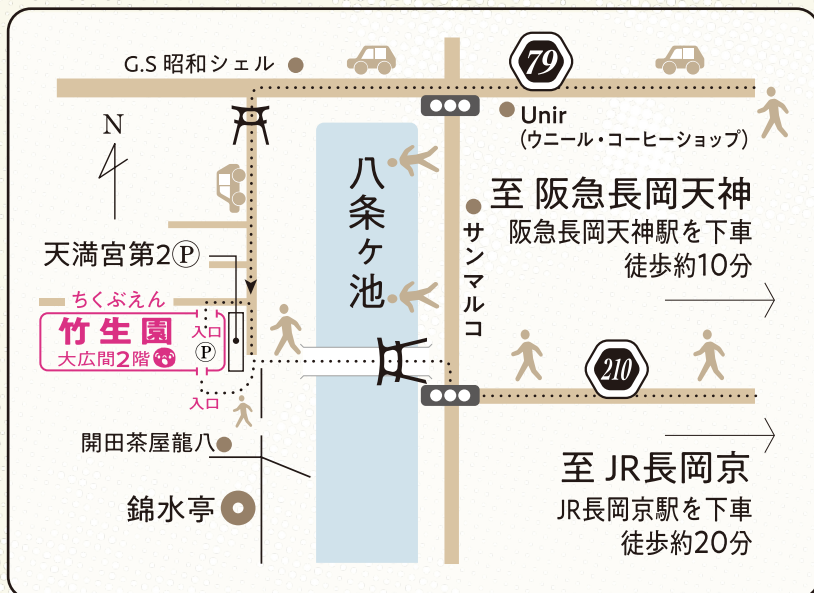 G.S 昭和シェル
79
N
Unir
(ウニール・コーヒーショップ)
八条ヶ池
至 阪急長岡天神
阪急長岡天神駅を下車
徒歩約10分
サンマルコ
天満宮第2Ⓟ
ちくぶえん
竹生園
大広間2階
入口
Ⓟ
入口
210
開田茶屋龍八
錦水亭
至 JR長岡京
JR長岡京駅を下車
徒歩約20分